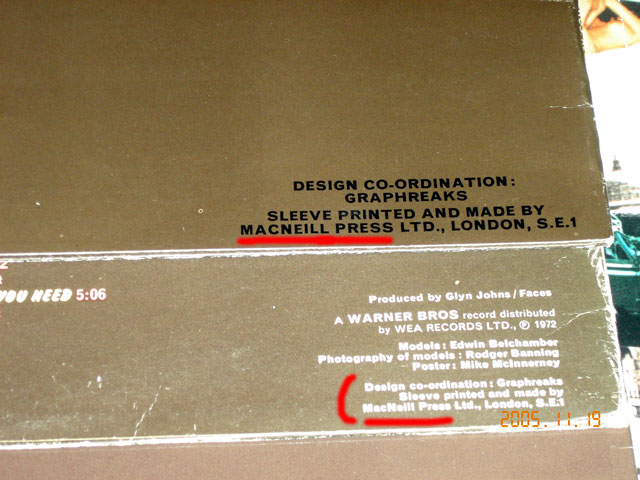 DESIGN CO-ORDINATION:
GRAPHREAKS
SLEEVE PRINTED AND MADE BY
MACNEILL PRESS LTD., LONDON, S.E.1
YOU NEED 5:06
Produced by Glyn Johns / Faces
A WARNER BROS record distributed
by WEA RECORDS LTD., ℗ 1972
Models: Edwin Belchamber
Photography of models: Rodger Banning
Poster: Mike McInnerney
Design co-ordination: Graphreaks
Sleeve printed and made by
MacNeill Press Ltd., London, S.E.1
2005.11.19